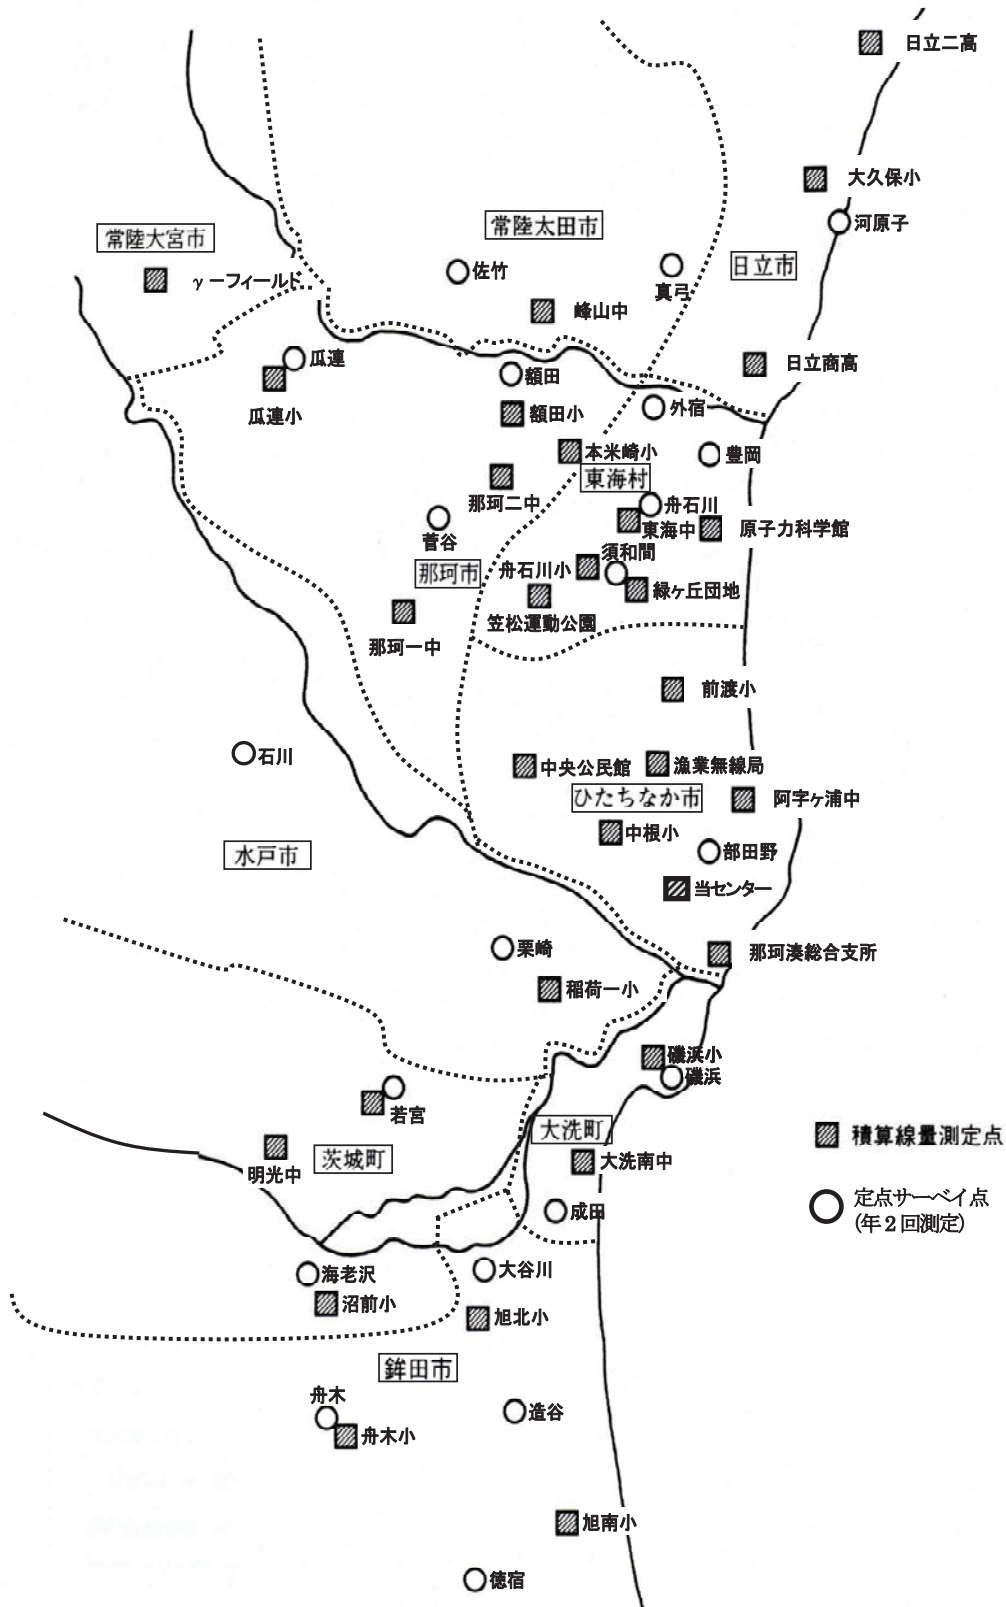 日立二高
大久保小
河原子
常陸太田市
常陸大宮市
日立市
佐竹
γーフィールド
真弓
峰山中
瓜連
日立商高
額田
瓜連小
額田小
外宿
本米崎小
豊岡
東海村
那珂二中
舟石川
東海中
原子力科学館
菅谷
須和間
舟石川小
那珂市
緑ヶ丘団地
笠松運動公園
那珂一中
前渡小
石川
中央公民館
漁業無線局
ひたちなか市
阿字ヶ浦中
中根小
水戸市
部田野
当センター
栗崎
那珂湊総合支所
稲荷一小
磯浜小
磯浜
若宮
大洗町
積算線量測定点
茨城町
大洗南中
明光中
定点サーベイ点
(年2回測定)
成田
海老沢
大谷川
沼前小
旭北小
鉾田市
舟木
造谷
舟木小
旭南小
徳宿